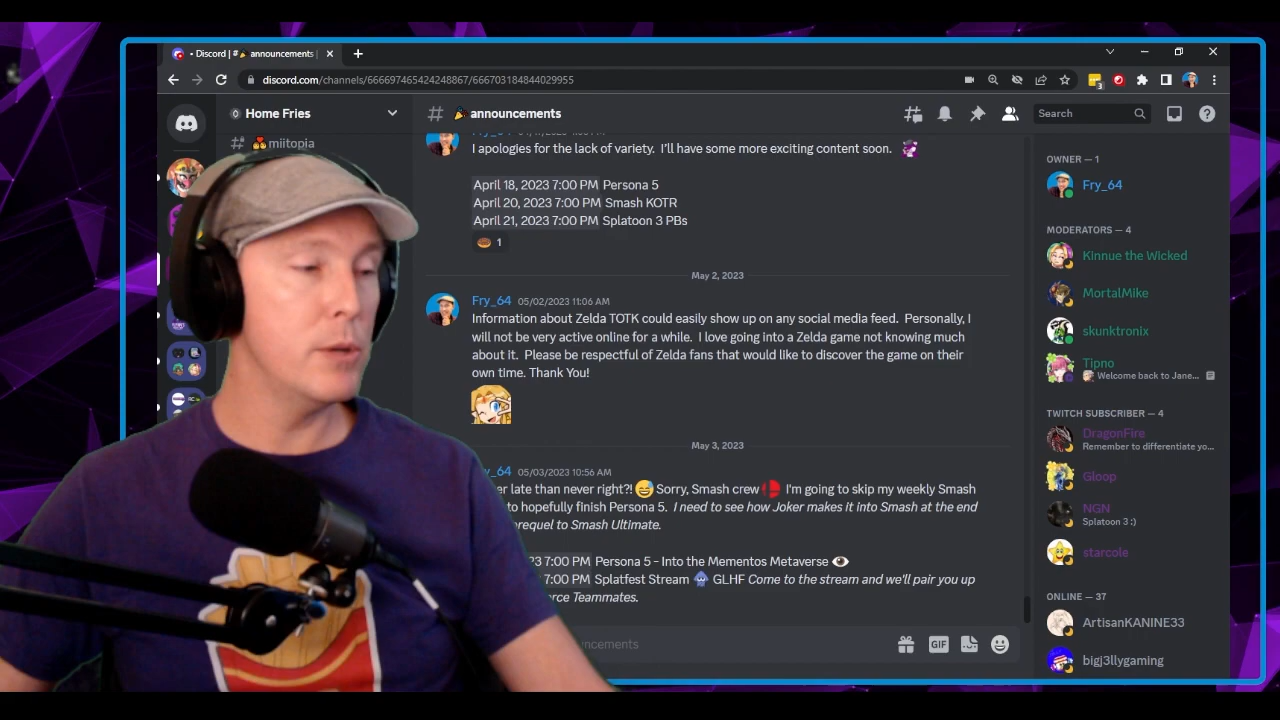 • Discord | # announcements |
discord.com/channels/666697465424248867/666703184844029955
3
Home Fries
announcements
Search
miitopia
Fry_64
I apologies for the lack of variety. I'll have some more exciting content soon.
April 18, 2023 7:00 PM Persona 5
April 20, 2023 7:00 PM Smash KOTR
April 21, 2023 7:00 PM Splatoon 3 PBs
1
May 2, 2023
Fry_64 05/02/2023 11:06 AM
Information about Zelda TOTK could easily show up on any social media feed. Personally, I
will not be very active online for a while. I love going into a Zelda game not knowing much
about it. Please be respectful of Zelda fans that would like to discover the game on their
own time. Thank You!
May 3, 2023
y_64 05/03/2023 10:56 AM
er late than never right?! Sorry, Smash crew I'm going to skip my weekly Smash
to hopefully finish Persona 5. I need to see how Joker makes it into Smash at the end
prequel to Smash Ultimate.
3 7:00 PM Persona 5 - Into the Mementos Metaverse
7:00 PM Splatfest Stream GLHF Come to the stream and we'll pair you up
rce Teammates.
ncements
GIF
OWNER — 1
Fry_64
MODERATORS — 4
Kinnue the Wicked
MortalMike
skunktronix
Tipno
Welcome back to Jane...
TWITCH SUBSCRIBER — 4
DragonFire
Remember to differentiate yo...
Gloop
NGN
Splatoon 3 :)
starcole
ONLINE — 37
ArtisanKANINE33
bigj3llygaming